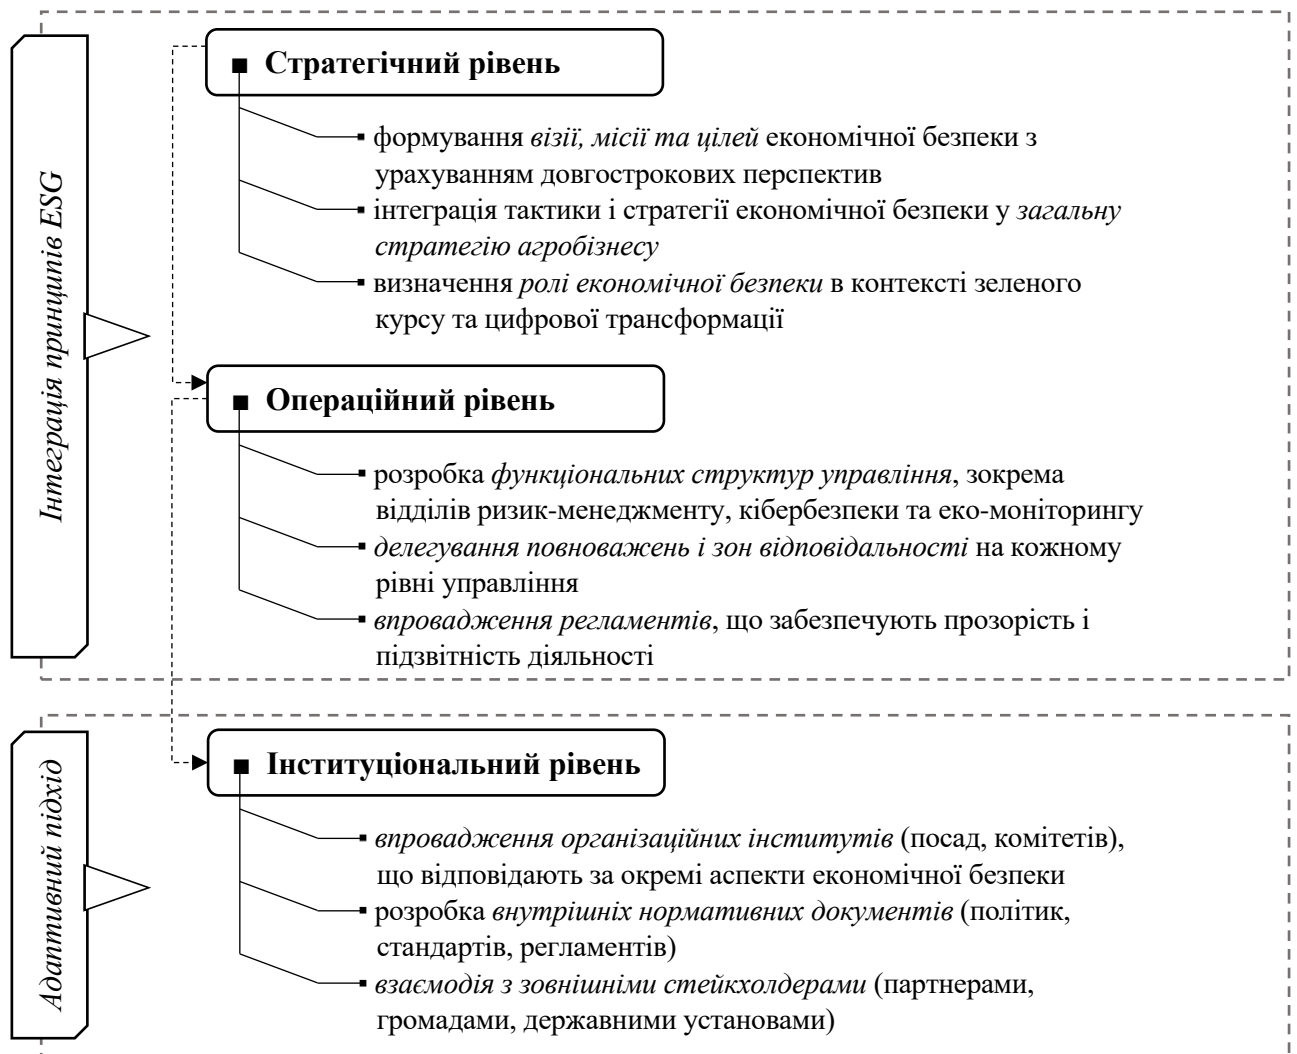 Інтеграція принципів ESG
■ Стратегічний рівень
▪ формування візії, місії та цілей економічної безпеки з
урахуванням довгострокових перспектив
▪ інтеграція тактики і стратегії економічної безпеки у загальну
стратегію агробізнесу
▪ визначення ролі економічної безпеки в контексті зеленого
курсу та цифрової трансформації
■ Операційний рівень
▪ розробка функціональних структур управління, зокрема
відділів ризик-менеджменту, кібербезпеки та еко-моніторингу
▪ делегування повноважень і зон відповідальності на кожному
рівні управління
▪ впровадження регламентів, що забезпечують прозорість і
підзвітність діяльності
Адаптивний підхід
■ Інституціональний рівень
▪ впровадження організаційних інститутів (посад, комітетів),
що відповідають за окремі аспекти економічної безпеки
▪ розробка внутрішніх нормативних документів (політик,
стандартів, регламентів)
▪ взаємодія з зовнішніми стейкхолдерами (партнерами,
громадами, державними установами)